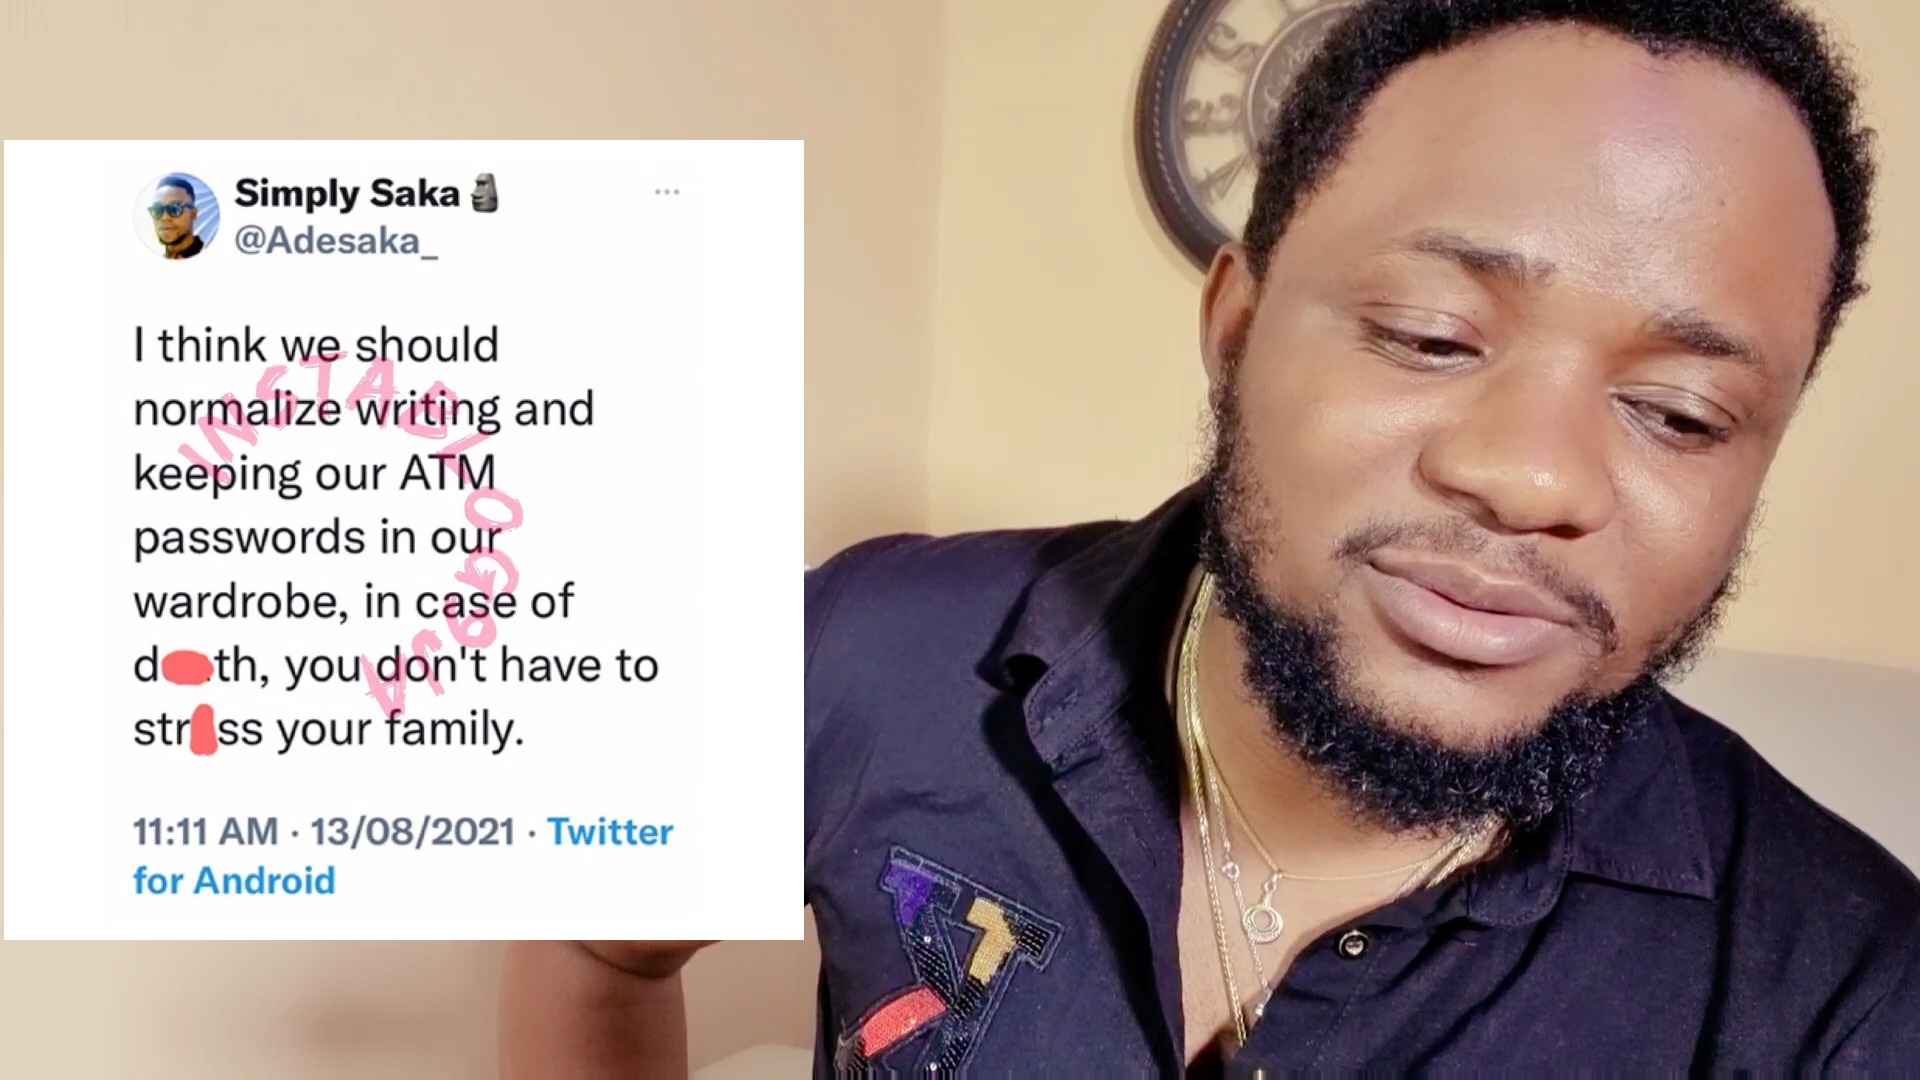 Simply Saka🗿
@Adesaka_
I think we should
normalize writing and
keeping our ATM
passwords in our
wardrobe, in case of
d th, you don't have to
str ss your family.
INSTABLOG9JA
11:11 AM · 13/08/2021 · Twitter
for Android